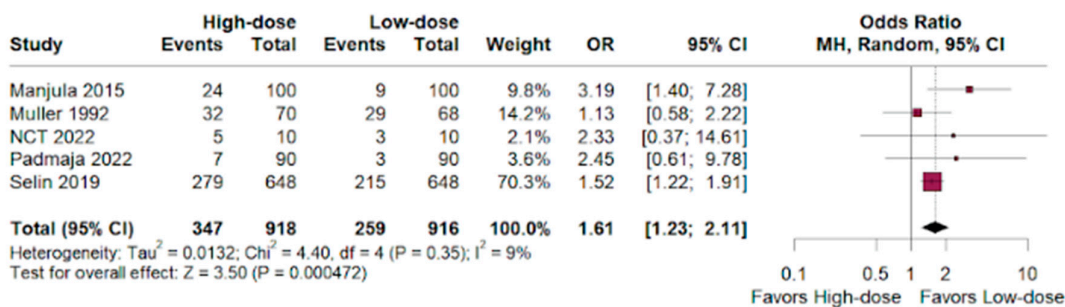 High-dose Low-dose Odds Ratio
Study Events Total Events Total Weight OR 95% CI MH, Random, 95% CI
Manjula 2015 24 100 9 100 9.8% 3.19 [1.40; 7.28]
Muller 1992 32 70 29 68 14.2% 1.13 [0.58; 2.22]
NCT 2022 5 10 3 10 2.1% 2.33 [0.37; 14.61]
Padmaja 2022 7 90 3 90 3.6% 2.45 [0.61; 9.78]
Selin 2019 279 648 215 648 70.3% 1.52 [1.22; 1.91]
Total (95% CI) 347 918 259 916 100.0% 1.61 [1.23; 2.11]
Heterogeneity: Tau² = 0.0132; Chi² = 4.40, df = 4 (P = 0.35); I² = 9%
Test for overall effect: Z = 3.50 (P = 0.000472)
0.1 0.5 1 2 10
Favors High-dose Favors Low-dose